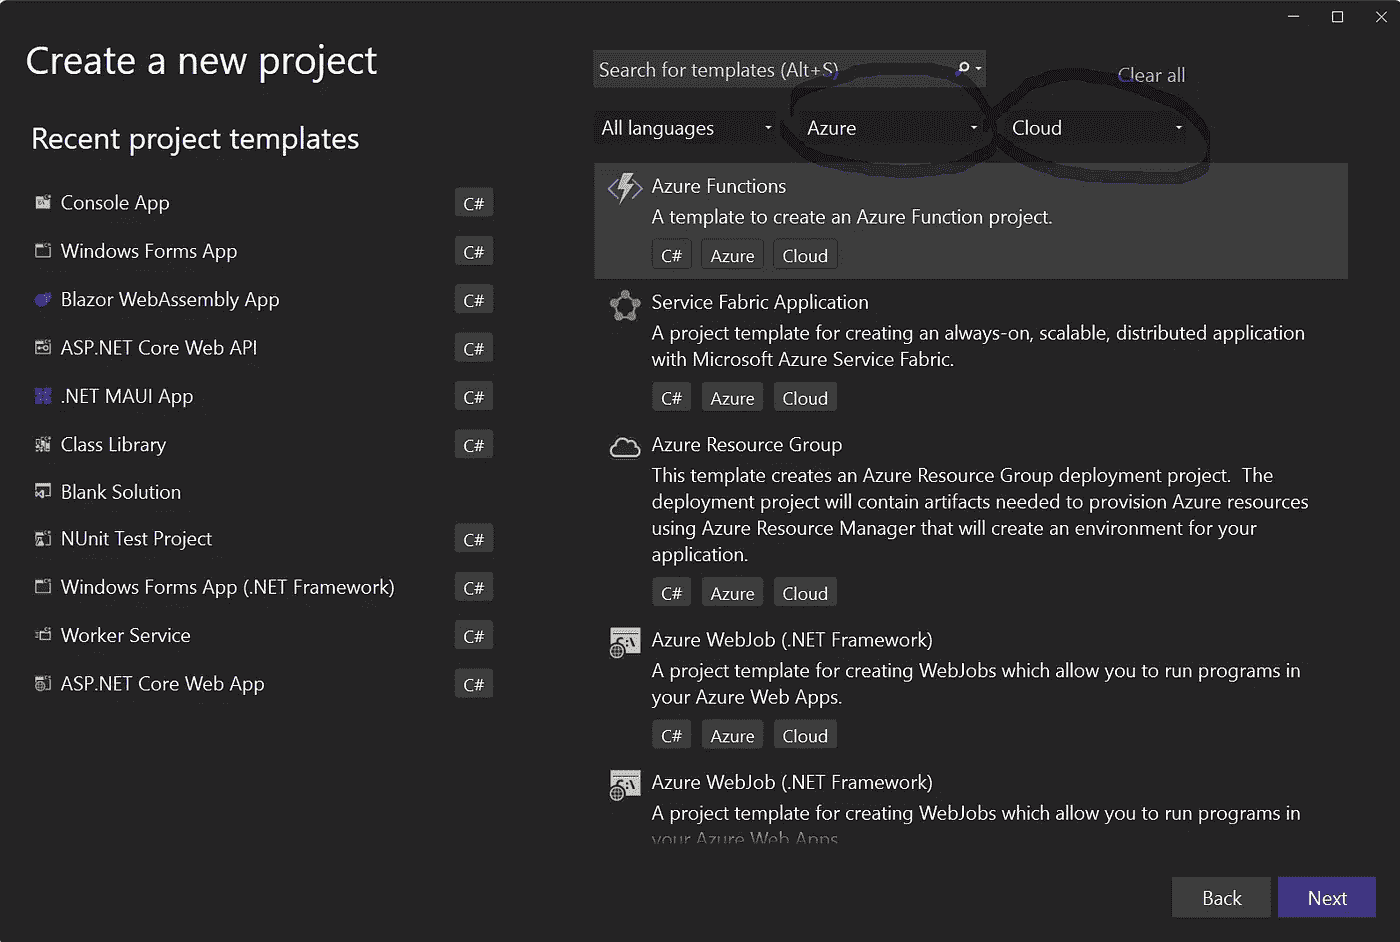 Create a new project
Search for templates (Alt+S)
Clear all
All languages
Azure
Cloud
Recent project templates
Console App
C#
Windows Forms App
C#
Blazor WebAssembly App
C#
ASP.NET Core Web API
C#
.NET MAUI App
C#
Class Library
C#
Blank Solution
NUnit Test Project
C#
Windows Forms App (.NET Framework)
C#
Worker Service
C#
ASP.NET Core Web App
C#
Azure Functions
A template to create an Azure Function project.
C# Azure Cloud
Service Fabric Application
A project template for creating an always-on, scalable, distributed application
with Microsoft Azure Service Fabric.
C# Azure Cloud
Azure Resource Group
This template creates an Azure Resource Group deployment project. The
deployment project will contain artifacts needed to provision Azure resources
using Azure Resource Manager that will create an environment for your
application.
C# Azure Cloud
Azure WebJob (.NET Framework)
A project template for creating WebJobs which allow you to run programs in
your Azure Web Apps.
C# Azure Cloud
Azure WebJob (.NET Framework)
A project template for creating WebJobs which allow you to run programs in
your Azure Web Apps
Back
Next